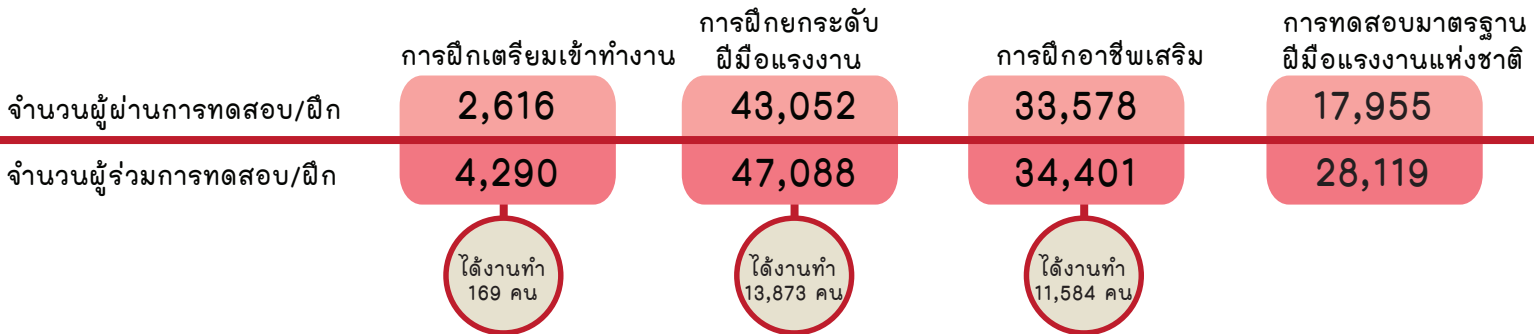 การฝึกเตรียมเข้าทำงาน
การฝึกยกระดับ
ฝีมือแรงงาน
การฝึกอาชีพเสริม
การทดสอบมาตรฐาน
ฝีมือแรงงานแห่งชาติ
จำนวนผู้ผ่านการทดสอบ/ฝึก
2,616
43,052
33,578
17,955
จำนวนผู้ร่วมการทดสอบ/ฝึก
4,290
47,088
34,401
28,119
ได้งานทำ
169 คน
ได้งานทำ
13,873 คน
ได้งานทำ
11,584 คน